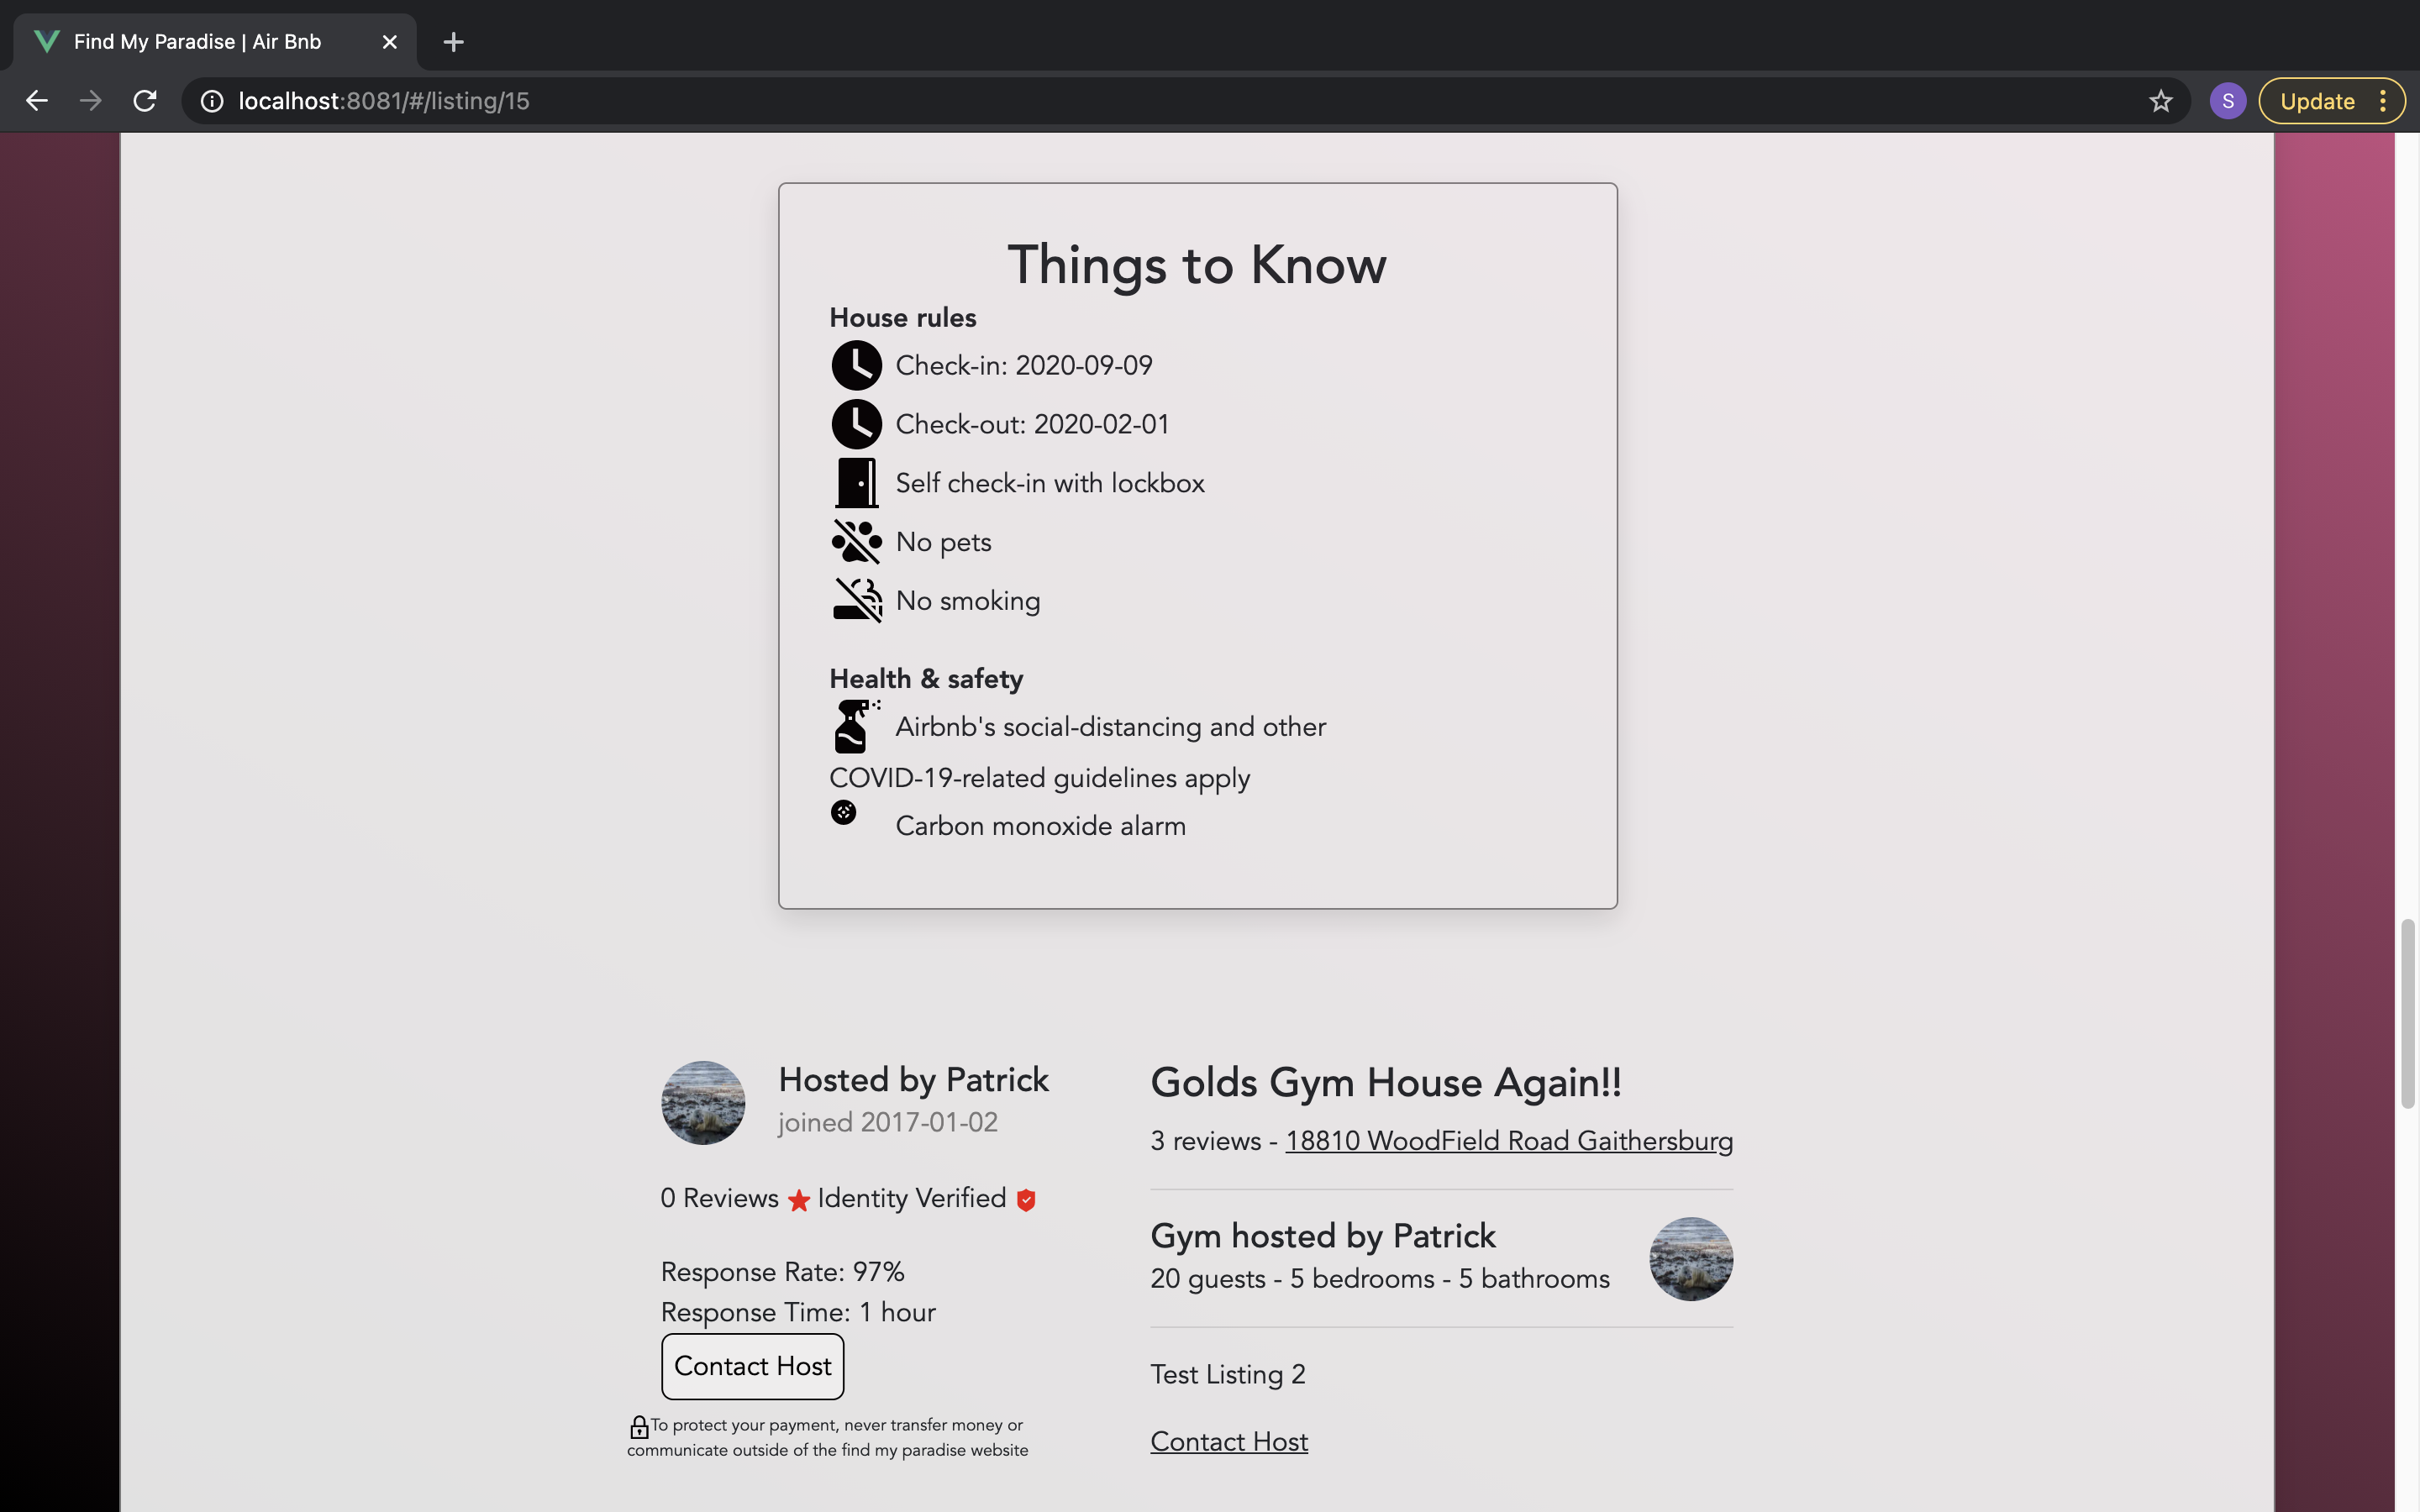 Find My Paradise | Air Bnb
localhost:8081/#/listing/15
S
Update
Things to Know
House rules
Check-in: 2020-09-09
Check-out: 2020-02-01
Self check-in with lockbox
No pets
No smoking
Health & safety
Airbnb's social-distancing and other
COVID-19-related guidelines apply
Carbon monoxide alarm
Hosted by Patrick
joined 2017-01-02
0 Reviews Identity Verified
Response Rate: 97%
Response Time: 1 hour
Contact Host
To protect your payment, never transfer money or
communicate outside of the find my paradise website
Golds Gym House Again!!
3 reviews - 18810 WoodField Road Gaithersburg
Gym hosted by Patrick
20 guests - 5 bedrooms - 5 bathrooms
Test Listing 2
Contact Host